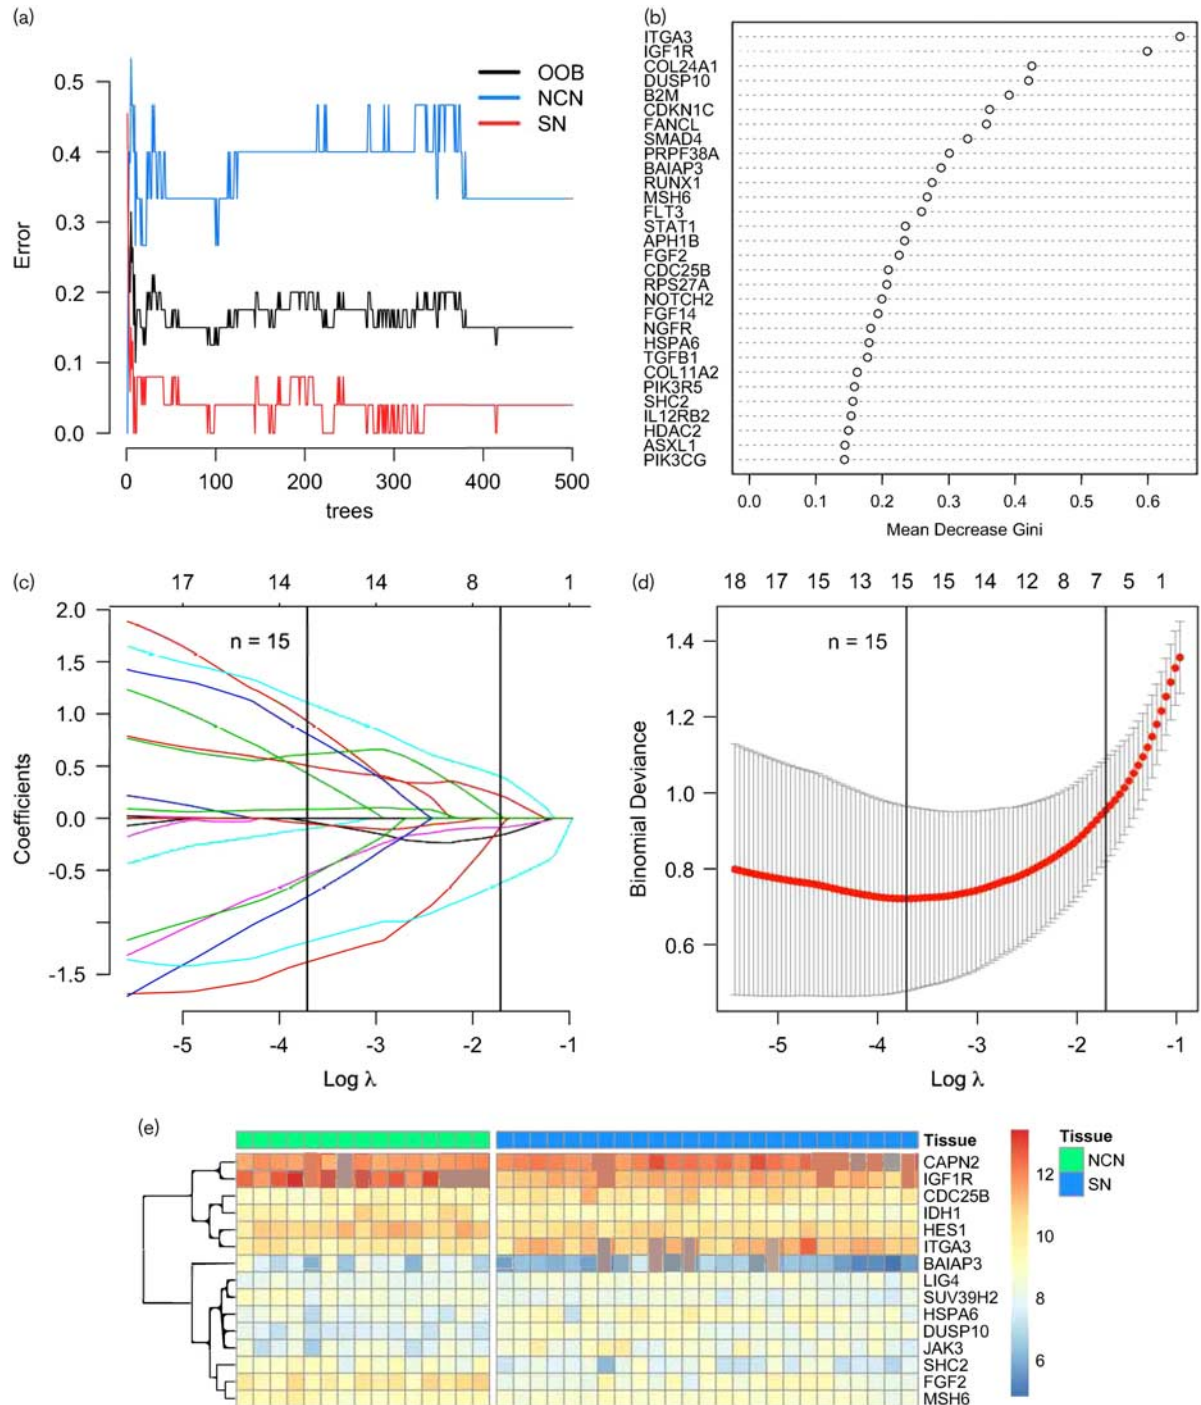 (a)
OOB
NCN
SN
Error
0.5
0.4
0.3
0.2
0.1
0.0
0 100 200 300 400 500
trees
(b)
ITGA3
IGF1R
COL24A1
DUSP10
B2M
CDKN1C
FANCL
SMAD4
PRPF38A
BAIAP3
RUNX1
MSH6
FLT3
STAT1
APH1B
FGF2
CDC25B
RPS27A
NOTCH2
FGF14
NGFR
HSPA6
TGFB1
COL11A2
PIK3R5
SHC2
IL12RB2
HDAC2
ASXL1
PIK3CG
0.0 0.1 0.2 0.3 0.4 0.5 0.6
Mean Decrease Gini
(c)
17 14 14 8 1
n = 15
Coefficients
2.0
1.5
1.0
0.5
0.0
-0.5
-1.5
-5 -4 -3 -2 -1
Log λ
(d)
18 17 15 13 15 15 14 12 8 7 5 1
n = 15
Binomial Deviance
1.4
1.2
1.0
0.8
0.6
-5 -4 -3 -2 -1
Log λ
(e)
Tissue
CAPN2
IGF1R
CDC25B
IDH1
HES1
ITGA3
BAIAP3
LIG4
SUV39H2
HSPA6
DUSP10
JAK3
SHC2
FGF2
MSH6
12
10
8
6
Tissue
NCN
SN